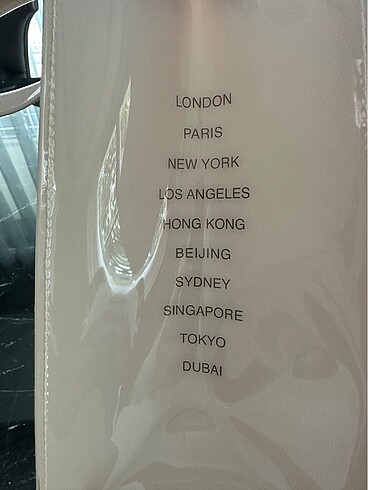 LONDON
PARIS
NEW YORK
LOS ANGELES
HONG KONG
BEIJING
SYDNEY
SINGAPORE
TOKYO
DUBAI